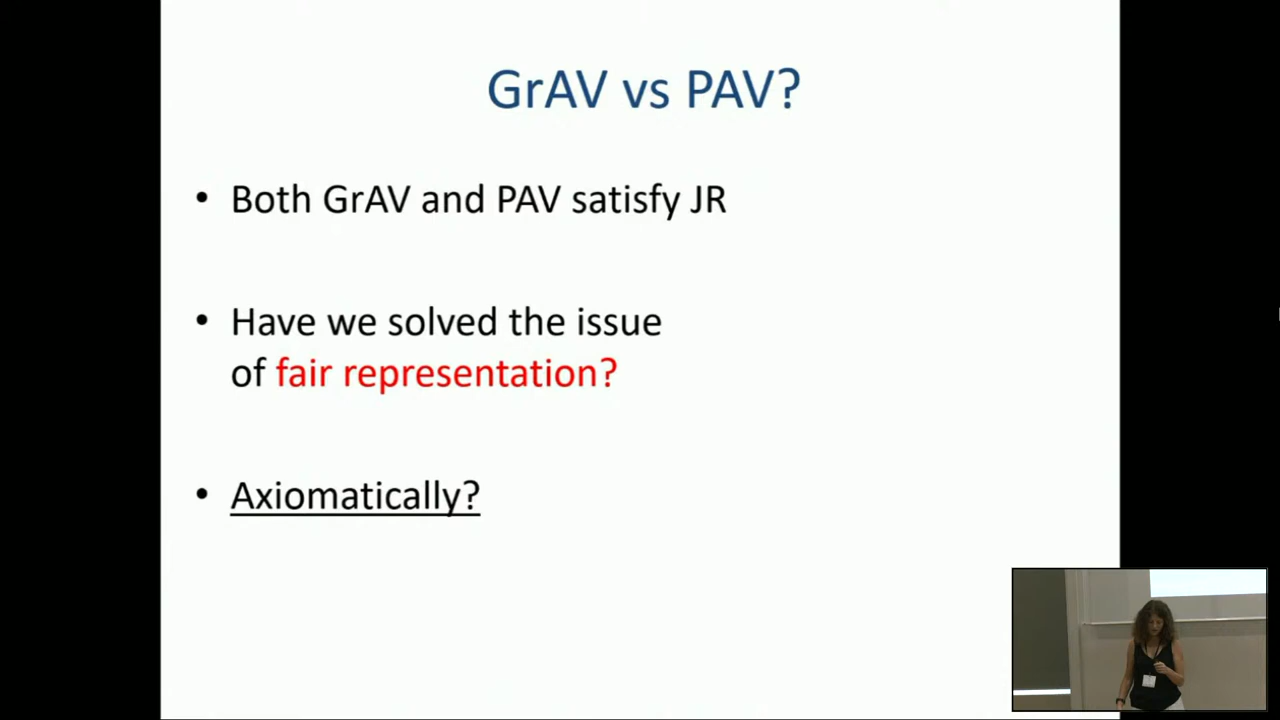 GrAV vs PAV?
• Both GrAV and PAV satisfy JR
• Have we solved the issue
of fair representation?
• Axiomatically?